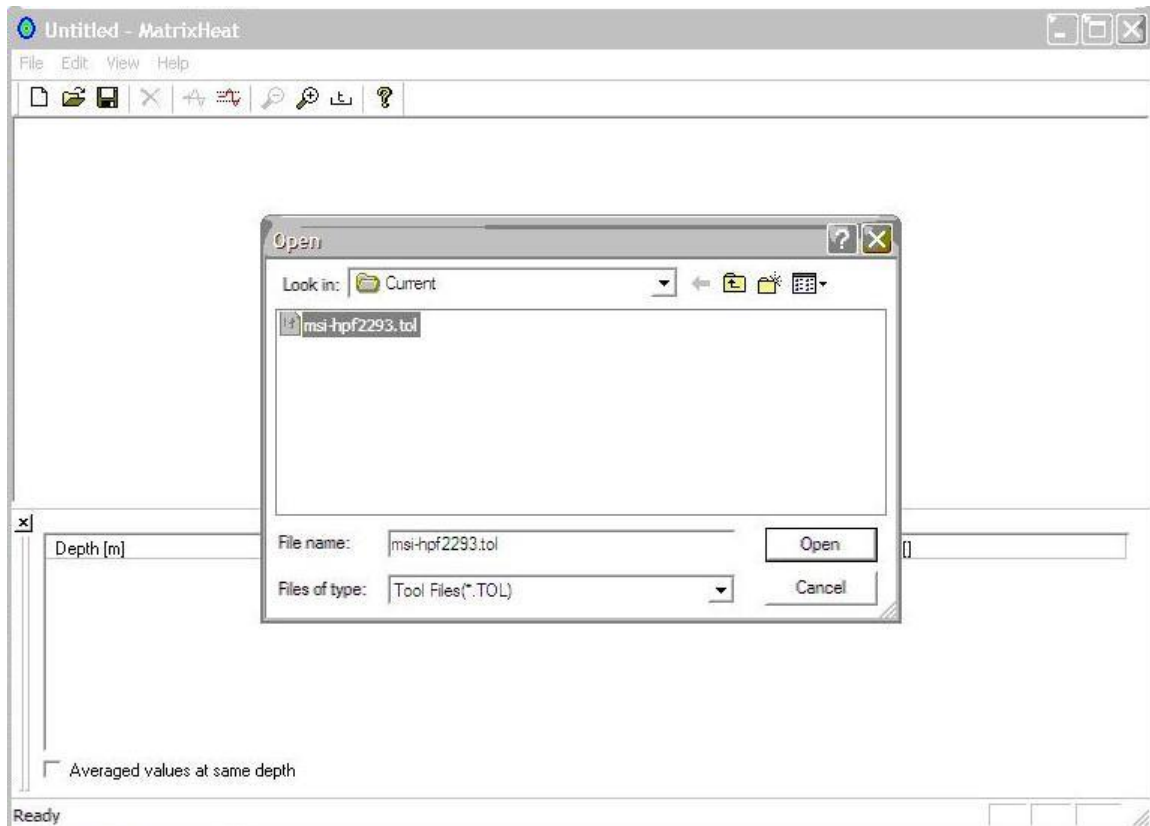 Untitled - MatrixHeat
File Edit View Help
Open
Look in: Current
msi-hpf2293.tol
File name: msi-hpf2293.tol Open
Files of type: Tool Files(*.TOL) Cancel
Depth [m] []
Averaged values at same depth
Ready